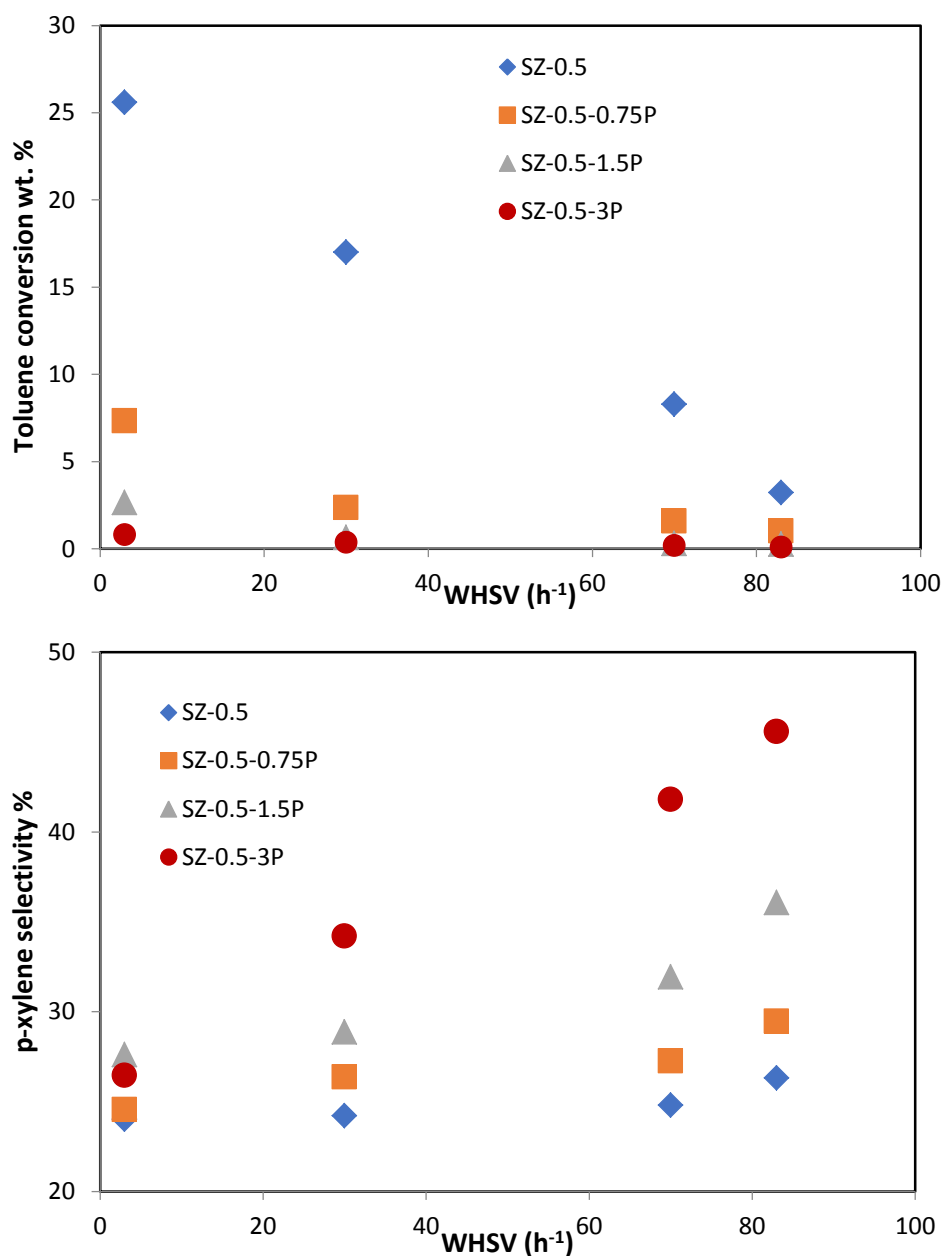 Toluene conversion wt. %
30
25
20
15
10
5
0
SZ-0.5
SZ-0.5-0.75P
SZ-0.5-1.5P
SZ-0.5-3P
0 20 40 60 80 100
WHSV (h⁻¹)
p-xylene selectivity %
50
40
30
20
SZ-0.5
SZ-0.5-0.75P
SZ-0.5-1.5P
SZ-0.5-3P
0 20 40 60 80 100
WHSV (h⁻¹)